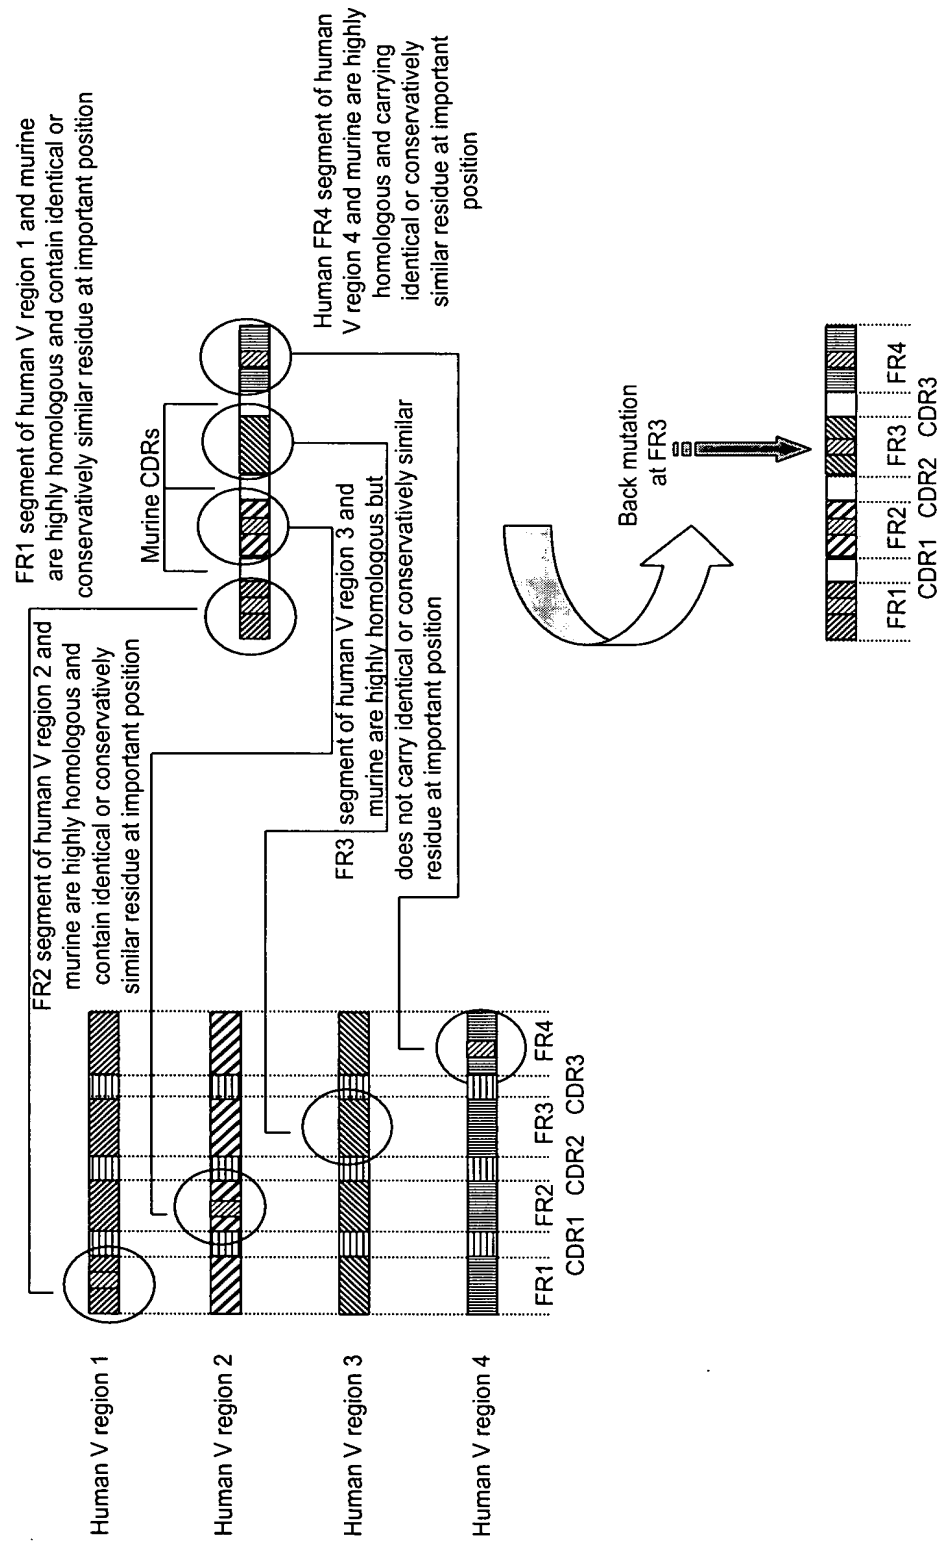 FR1 segment of human V region 1 and murine
are highly homologous and contain identical or
conservatively similar residue at important position
FR2 segment of human V region 2 and
murine are highly homologous and
contain identical or conservatively
similar residue at important position
Murine CDRs
Human FR4 segment of human
V region 4 and murine are highly
homologous and carrying
identical or conservatively
similar residue at important
position
FR3 segment of human V region 3 and
murine are highly homologous but
does not carry identical or conservatively similar
residue at important position
Human V region 1
Human V region 2
Human V region 3
Human V region 4
FR1 FR2 FR3 FR4
CDR1 CDR2 CDR3
Back mutation
at FR3
FR1 FR2 FR3 FR4
CDR1 CDR2 CDR3